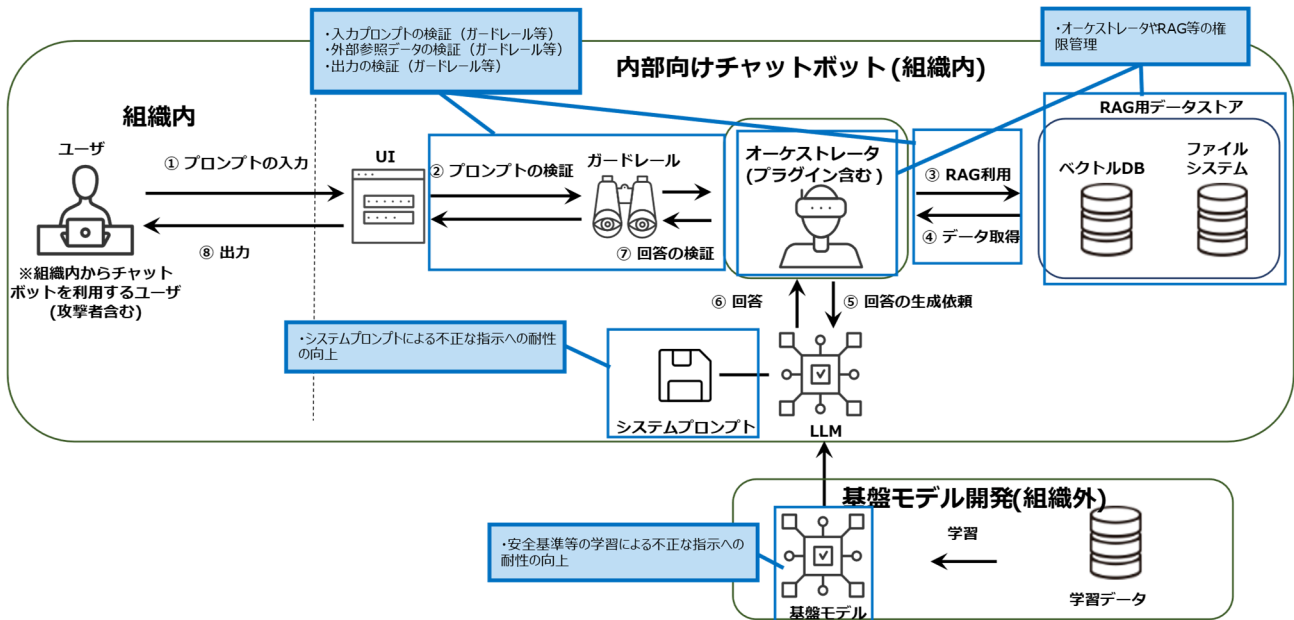 ・入力プロンプトの検証（ガードレール等）
・外部参照データの検証（ガードレール等）
・出力の検証（ガードレール等）
・オーケストレータやRAG等の権
限管理
内部向けチャットボット(組織内)
組織内
RAG用データストア
ユーザ
① プロンプトの入力
UI
② プロンプトの検証
ガードレール
オーケストレータ
(プラグイン含む)
③ RAG利用
ベクトルDB
ファイル
システム
⑧ 出力
⑦ 回答の検証
④ データ取得
※組織内からチャット
ボットを利用するユーザ
(攻撃者含む)
⑥ 回答
⑤ 回答の生成依頼
・システムプロンプトによる不正な指示への耐性
の向上
システムプロンプト
LLM
基盤モデル開発(組織外)
・安全基準等の学習による不正な指示への
耐性の向上
学習
基盤モデル
学習データ